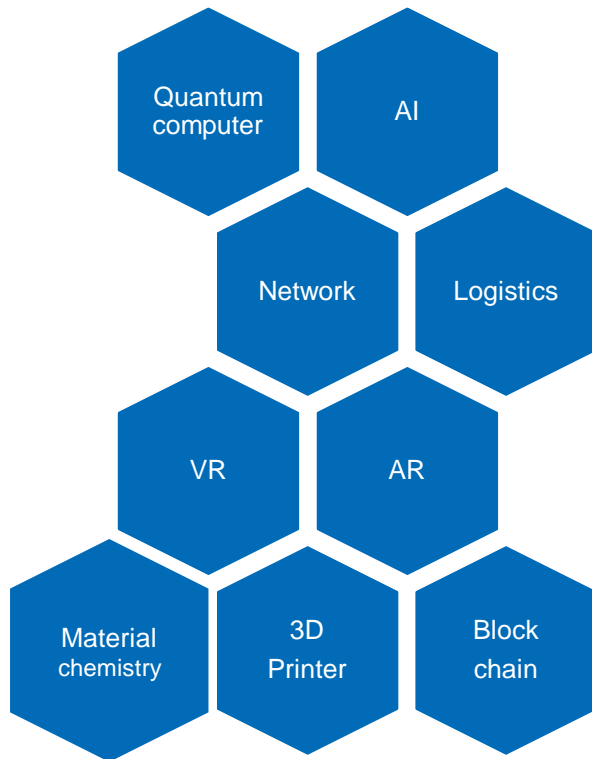 Quantum
computer
AI
Network
Logistics
VR
AR
Material
chemistry
3D
Printer
Block
chain